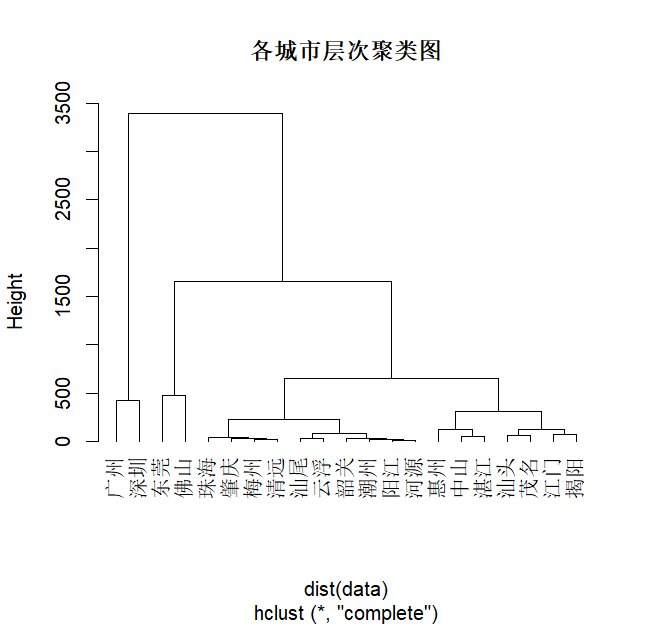 各城市层次聚类图
3500
2500
1500
500
0
Height
广州
深圳
东莞
佛山
珠海
肇庆
梅州
清远
汕尾
云浮
韶关
潮州
阳江
河源
惠州
中山
湛江
汕头
茂名
江门
揭阳
dist(data)
hclust (*, "complete")